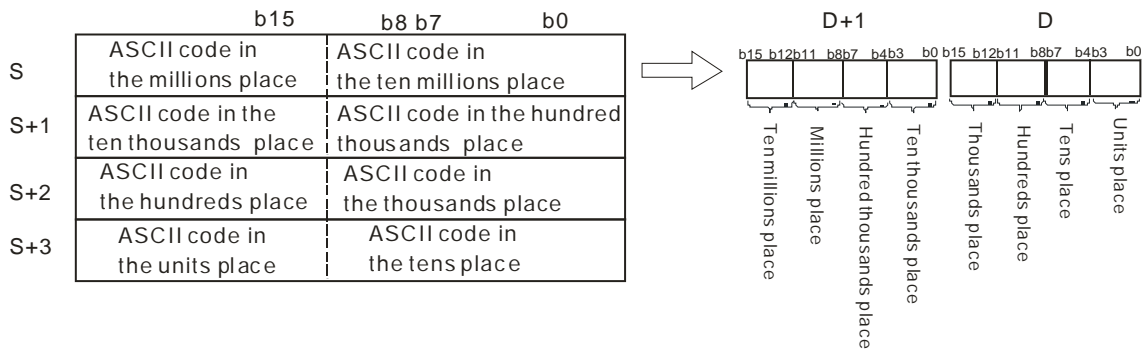 b15 b8 b7 b0
D+1 D
b15 b12b11 b8b7 b4b3 b0 b15 b12b11 b8b7 b4b3 b0
S
ASCII code in
the millions place
ASCII code in
the ten millions place
S+1
ASCII code in the
ten thousands place
ASCII code in the hundred
thousands place
S+2
ASCII code in
the hundreds place
ASCII code in
the thousands place
S+3
ASCII code in
the units place
ASCII code in
the tens place
Ten millions place
Millions place
Hundred thousands place
Ten thousands place
Thousands place
Hundreds place
Tens place
Units place